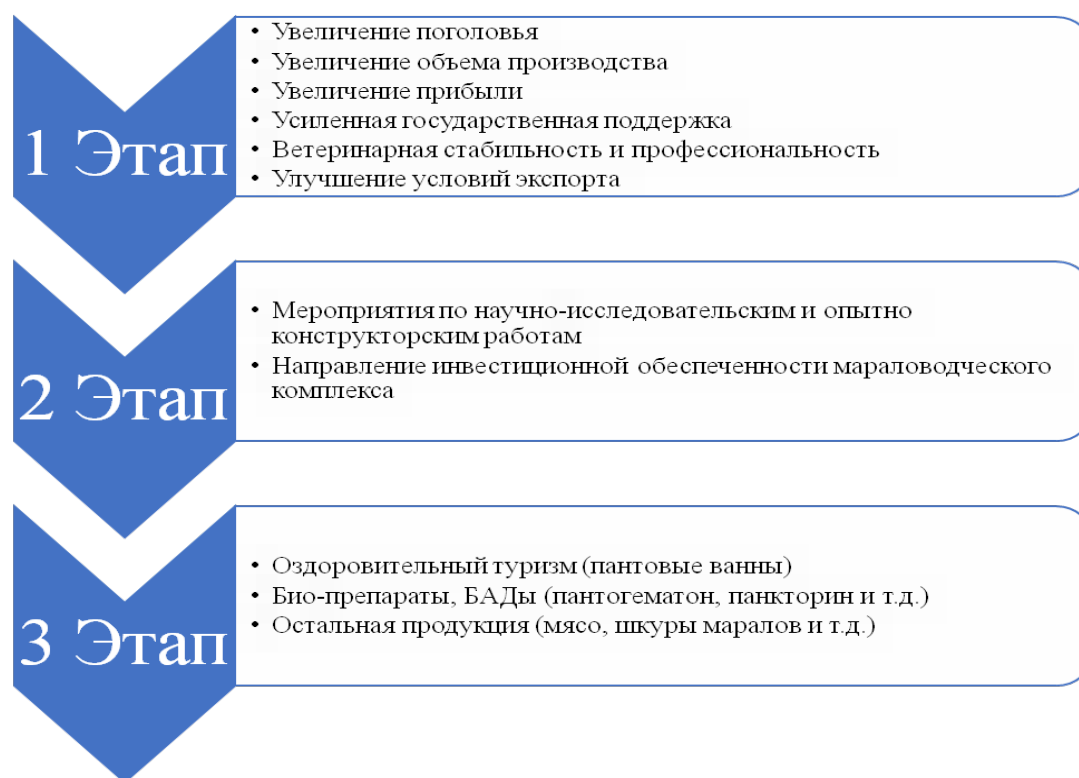 1 Этап
• Увеличение поголовья
• Увеличение объема производства
• Увеличение прибыли
• Усиленная государственная поддержка
• Ветеринарная стабильность и профессиональность
• Улучшение условий экспорта
2 Этап
• Мероприятия по научно-исследовательским и опытно
конструкторским работам
• Направление инвестиционной обеспеченности мараловодческого
комплекса
3 Этап
• Оздоровительный туризм (пантовые ванны)
• Био-препараты, БАДы (пантогематон, панкторин и т.д.)
• Остальная продукция (мясо, шкуры маралов и т.д.)